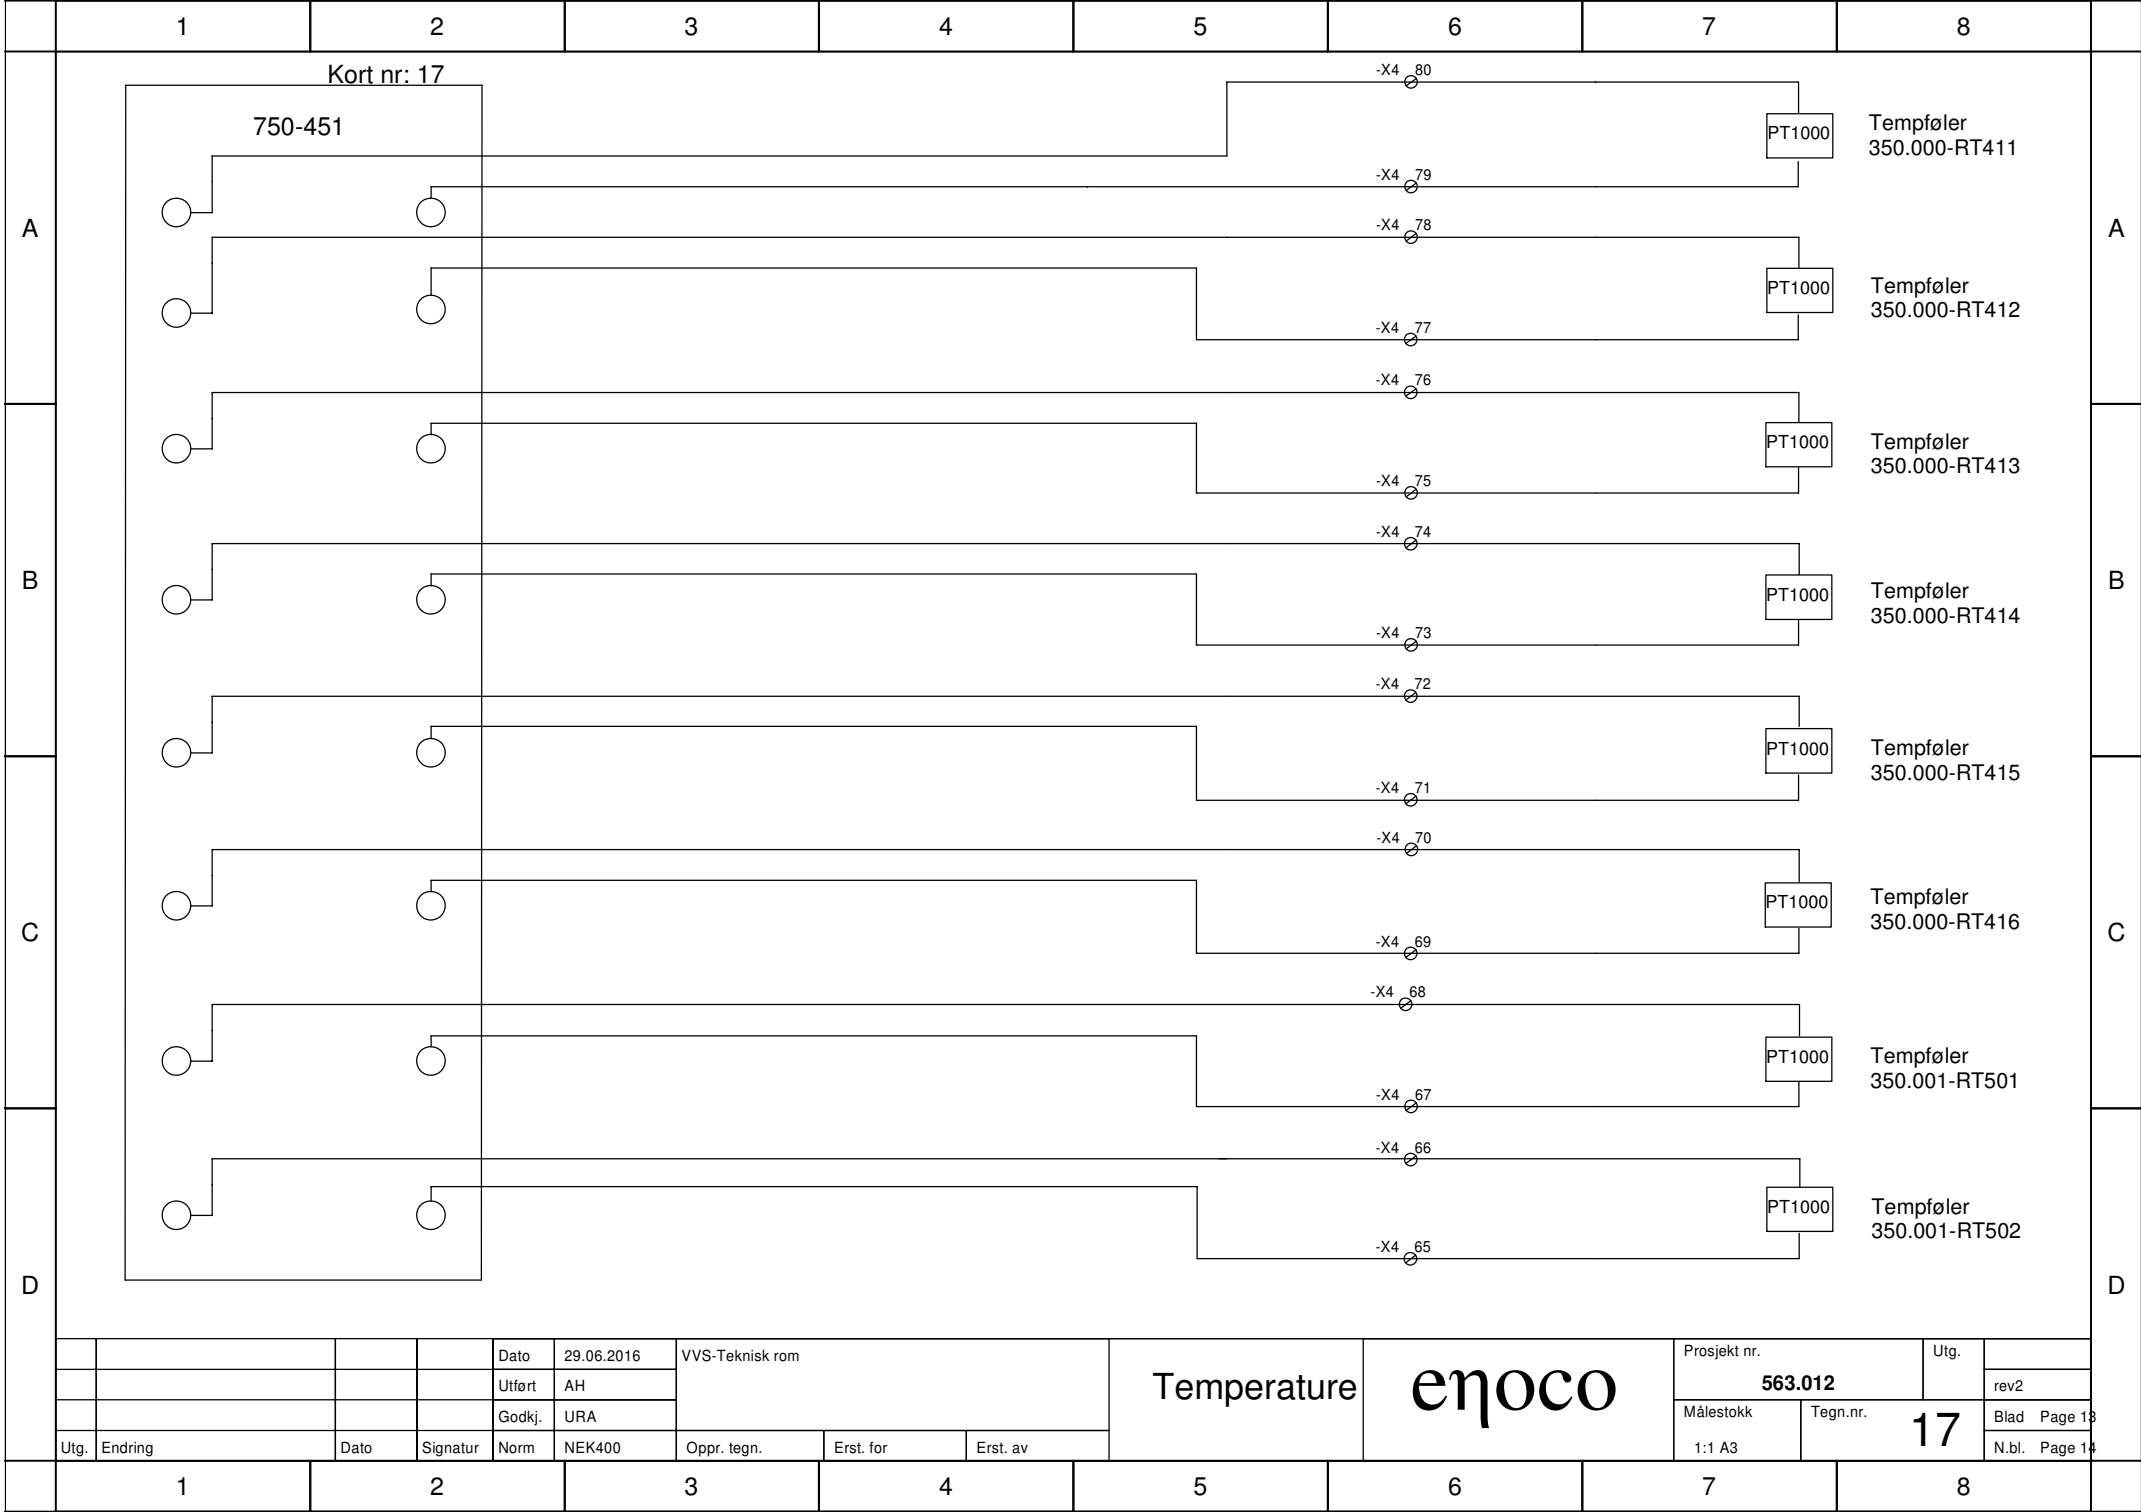 1 2 3 4 5 6 7 8
Kort nr: 17
750-451
A A
-X4 80
PT1000
Tempføler
350.000-RT411
-X4 79
-X4 78
PT1000
Tempføler
350.000-RT412
-X4 77
-X4 76
PT1000
Tempføler
350.000-RT413
-X4 75
B B
-X4 74
PT1000
Tempføler
350.000-RT414
-X4 73
-X4 72
PT1000
Tempføler
350.000-RT415
-X4 71
C C
-X4 70
PT1000
Tempføler
350.000-RT416
-X4 69
-X4 68
PT1000
Tempføler
350.001-RT501
-X4 67
D D
-X4 66
PT1000
Tempføler
350.001-RT502
-X4 65
Utg. Endring Dato Signatur
Dato 29.06.2016
Utført AH
Godkj. URA
Norm NEK400
VVS-Teknisk rom
Oppr. tegn. Erst. for Erst. av
Temperature
enoco
Prosjekt nr.
563.012
Utg.
rev2
Målestokk
1:1 A3
Tegn.nr.
17
Blad Page 13
N.bl. Page 14
1 2 3 4 5 6 7 8